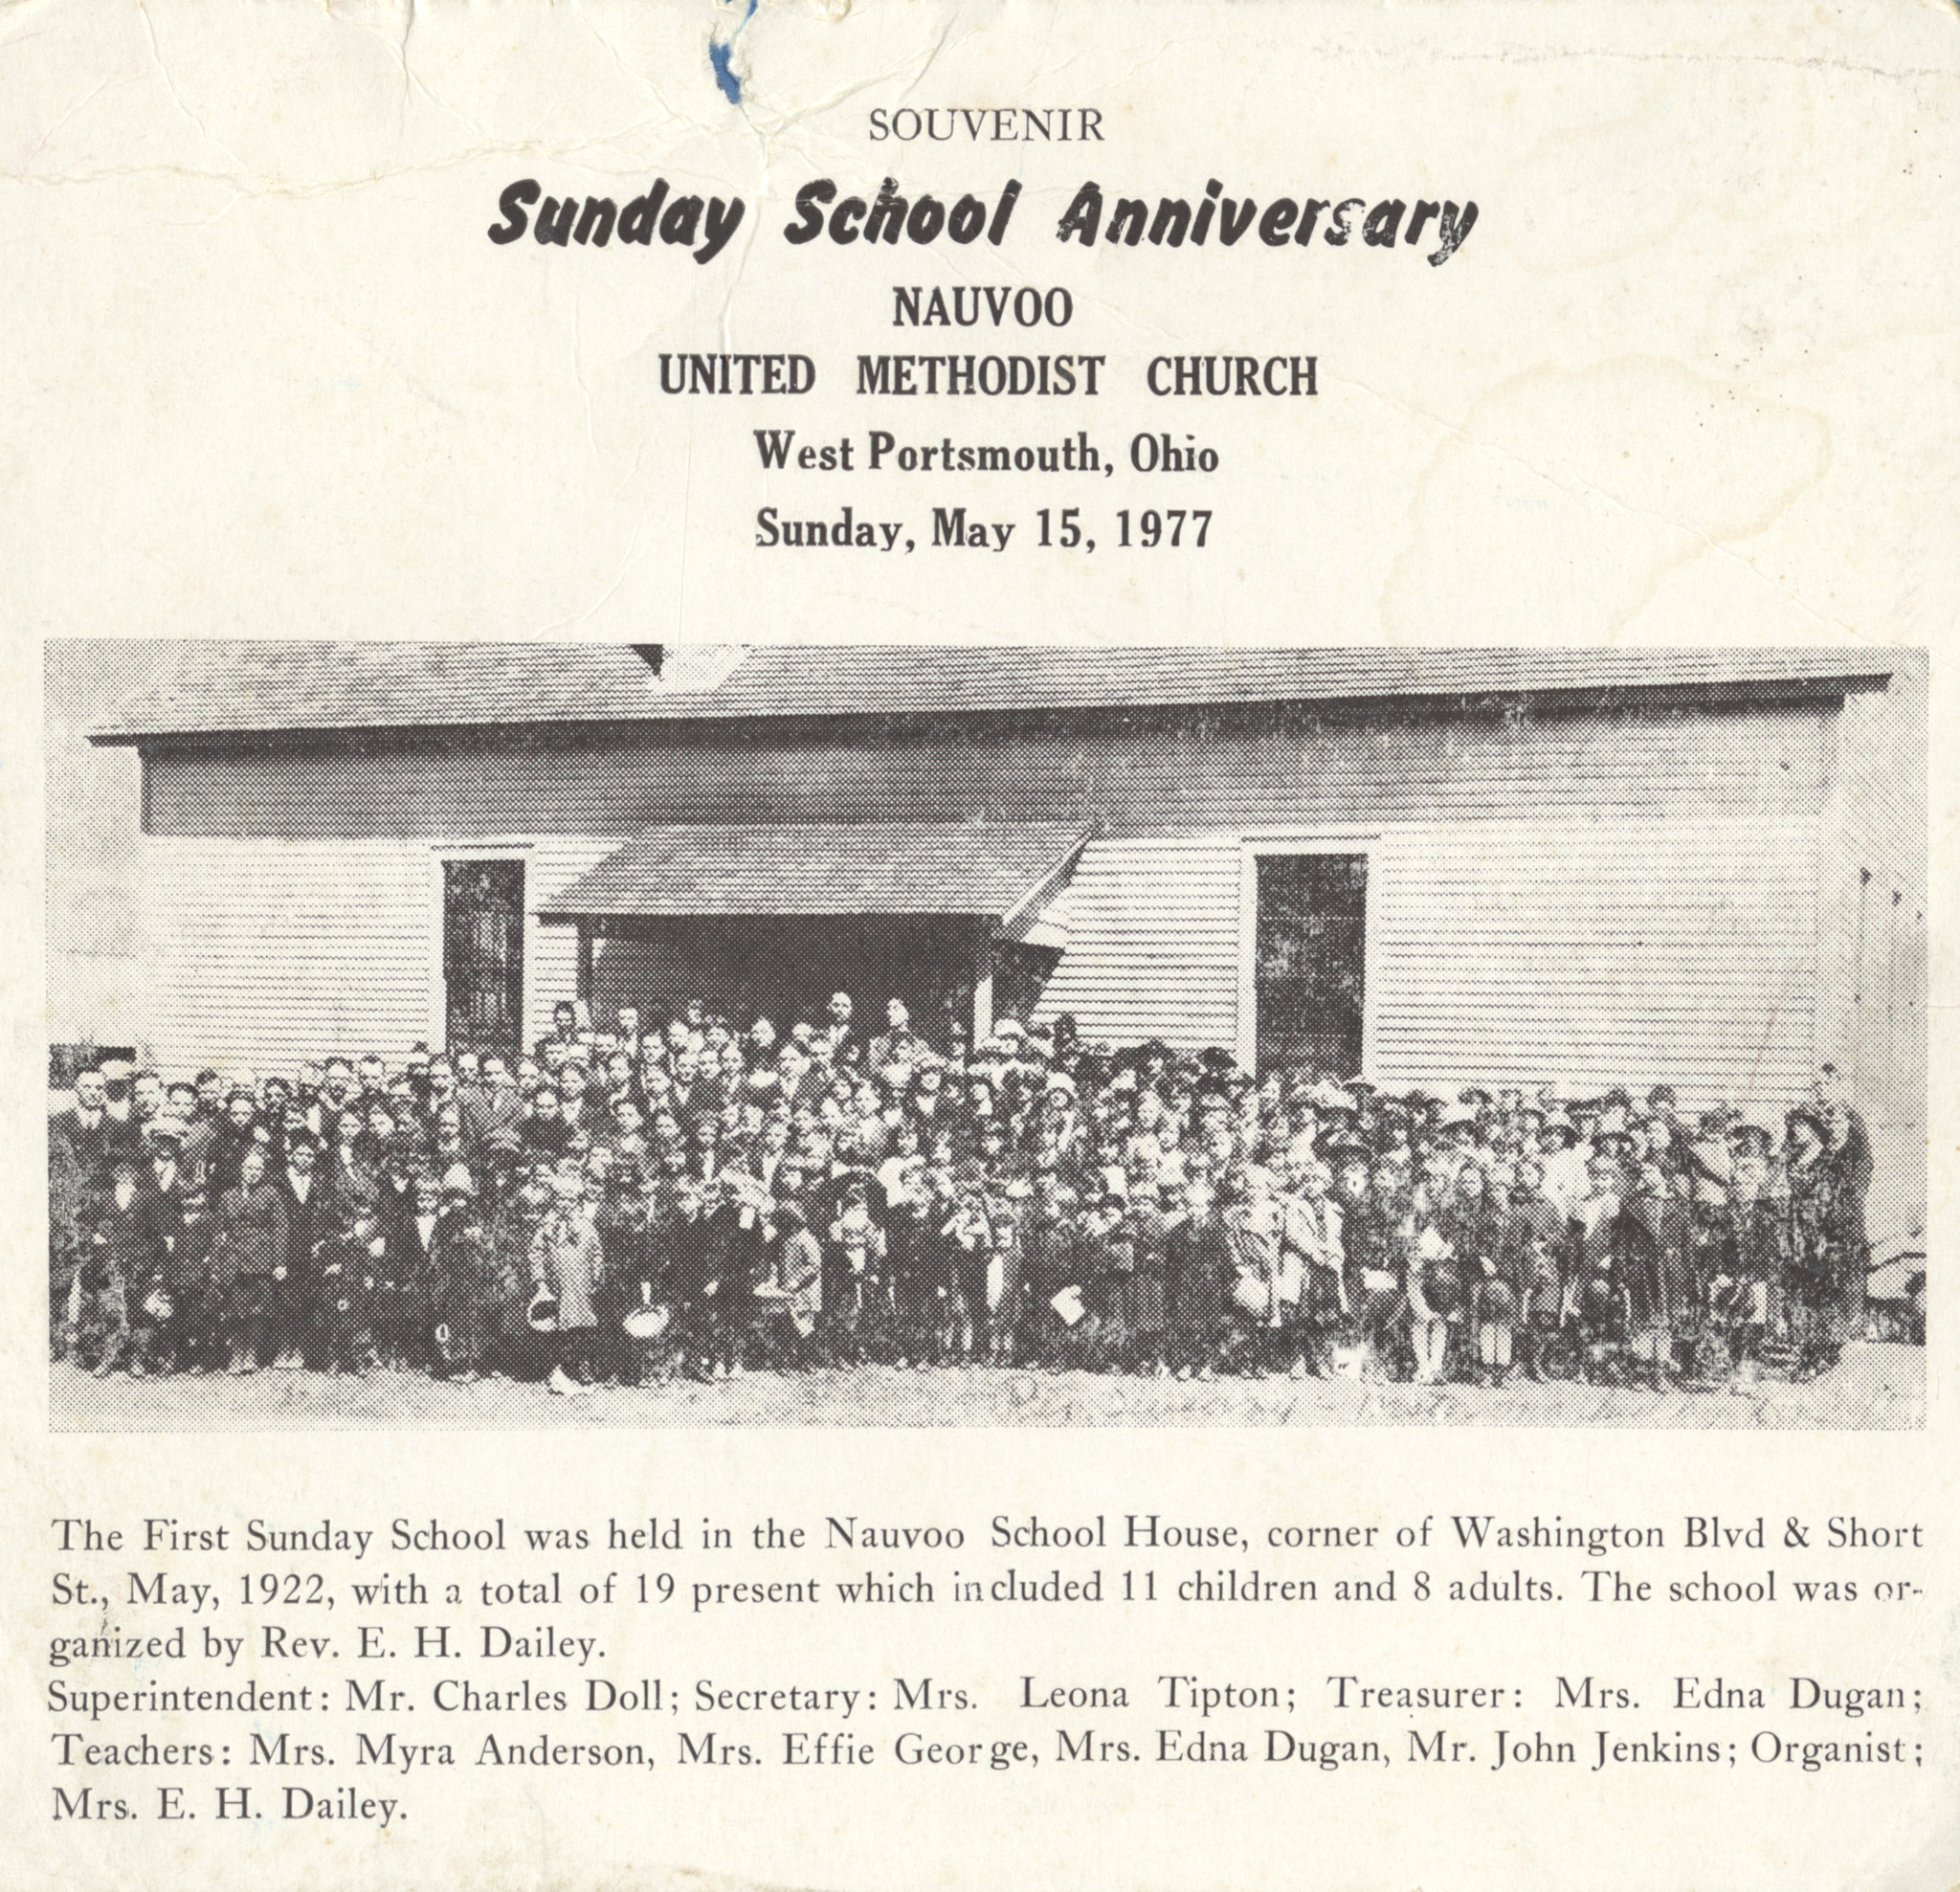 SOUVENIR
Sunday School Anniversary
NAUVOO
UNITED METHODIST CHURCH
West Portsmouth, Ohio
Sunday, May 15, 1977
The First Sunday School was held in the Nauvoo School House, corner of Washington Blvd & Short
St., May, 1922, with a total of 19 present which included 11 children and 8 adults. The school was or-
ganized by Rev. E. H. Dailey.
Superintendent: Mr. Charles Doll; Secretary: Mrs. Leona Tipton; Treasurer: Mrs. Edna Dugan;
Teachers: Mrs. Myra Anderson, Mrs. Effie George, Mrs. Edna Dugan, Mr. John Jenkins; Organist;
Mrs. E. H. Dailey.